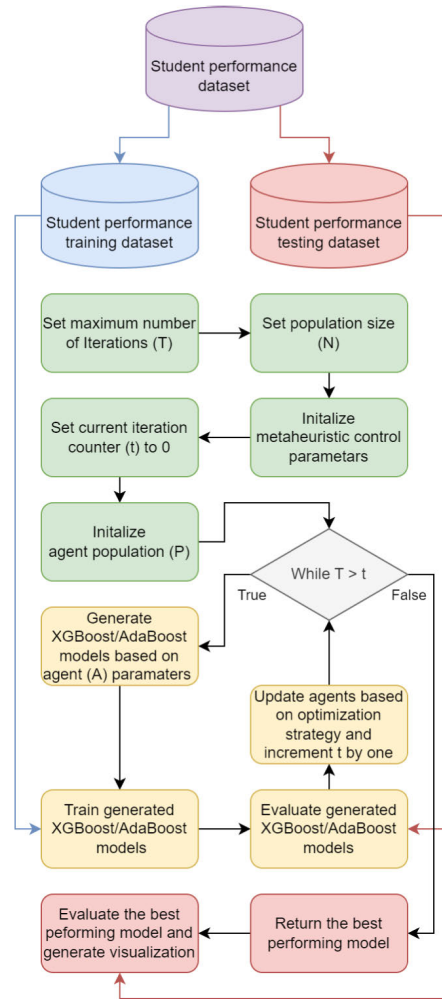 Student performance
dataset
Student performance
training dataset
Student performance
testing dataset
Set maximum number
of Iterations (T)
Set population size
(N)
Set current iteration
counter (t) to 0
Initalize
metaheuristic control
parametars
Initalize
agent population (P)
While T > t
True
False
Generate
XGBoost/AdaBoost
models based on
agent (A) paramaters
Update agents based
on optimization
strategy and
increment t by one
Train generated
XGBoost/AdaBoost
models
Evaluate generated
XGBoost/AdaBoost
models
Evaluate the best
peforming model and
generate visualization
Return the best
performing model